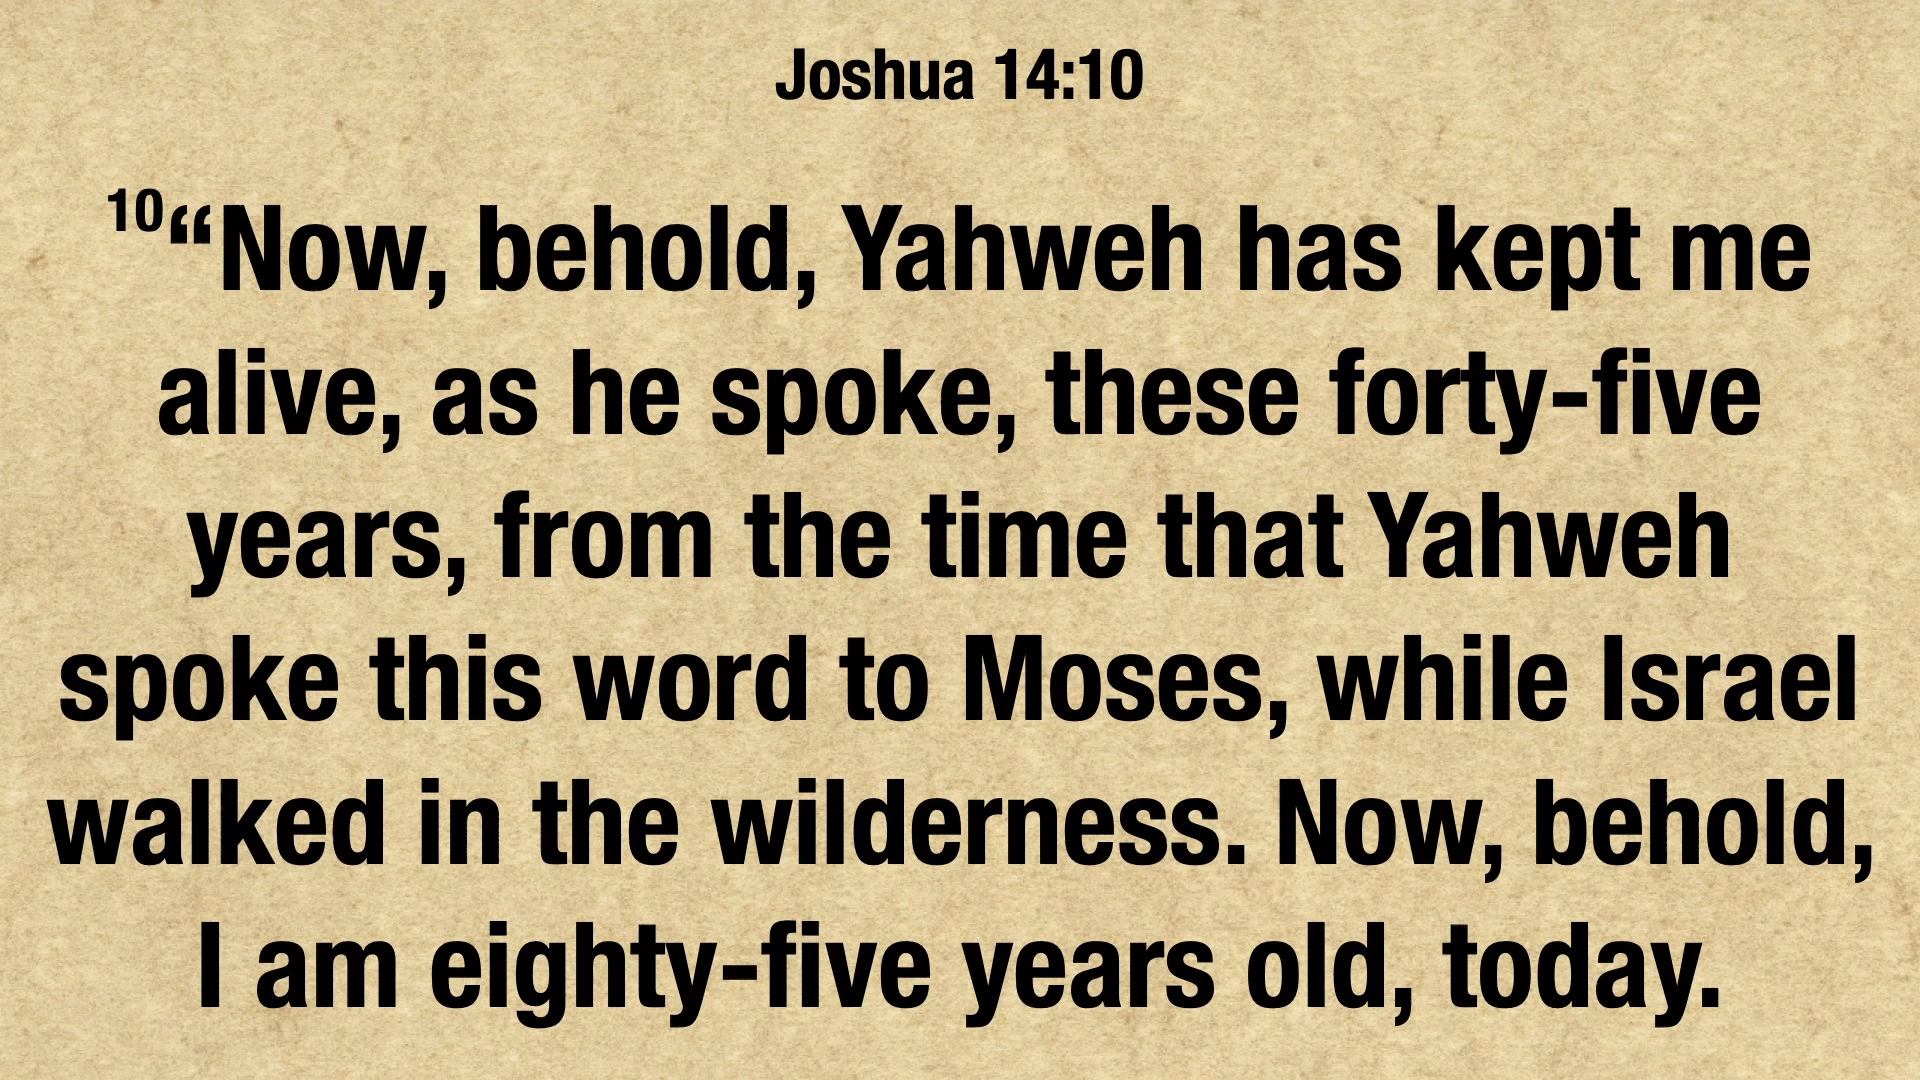 Joshua 14:10
10“Now, behold, Yahweh has kept me
alive, as he spoke, these forty-five
years, from the time that Yahweh
spoke this word to Moses, while Israel
walked in the wilderness. Now, behold,
I am eighty-five years old, today.